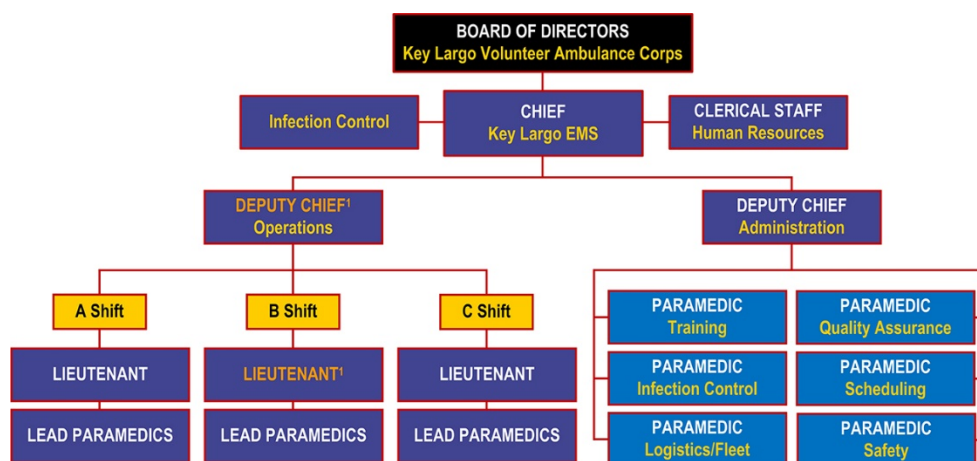 BOARD OF DIRECTORS
Key Largo Volunteer Ambulance Corps
Infection Control
CHIEF
Key Largo EMS
CLERICAL STAFF
Human Resources
DEPUTY CHIEF¹
Operations
DEPUTY CHIEF
Administration
A Shift
B Shift
C Shift
LIEUTENANT
LIEUTENANT¹
LIEUTENANT
LEAD PARAMEDICS
LEAD PARAMEDICS
LEAD PARAMEDICS
PARAMEDIC
Training
PARAMEDIC
Quality Assurance
PARAMEDIC
Infection Control
PARAMEDIC
Scheduling
PARAMEDIC
Logistics/Fleet
PARAMEDIC
Safety